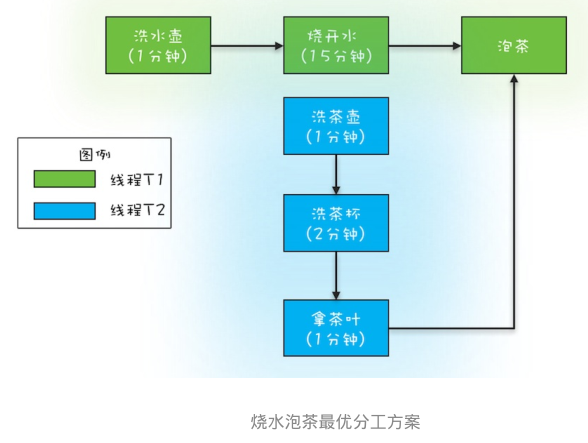 洗水壶
(1分钟)
烧开水
(15分钟)
泡茶
洗茶壶
(1分钟)
图例
线程T1
线程T2
洗茶杯
(2分钟)
拿茶叶
(1分钟)
烧水泡茶最优分工方案